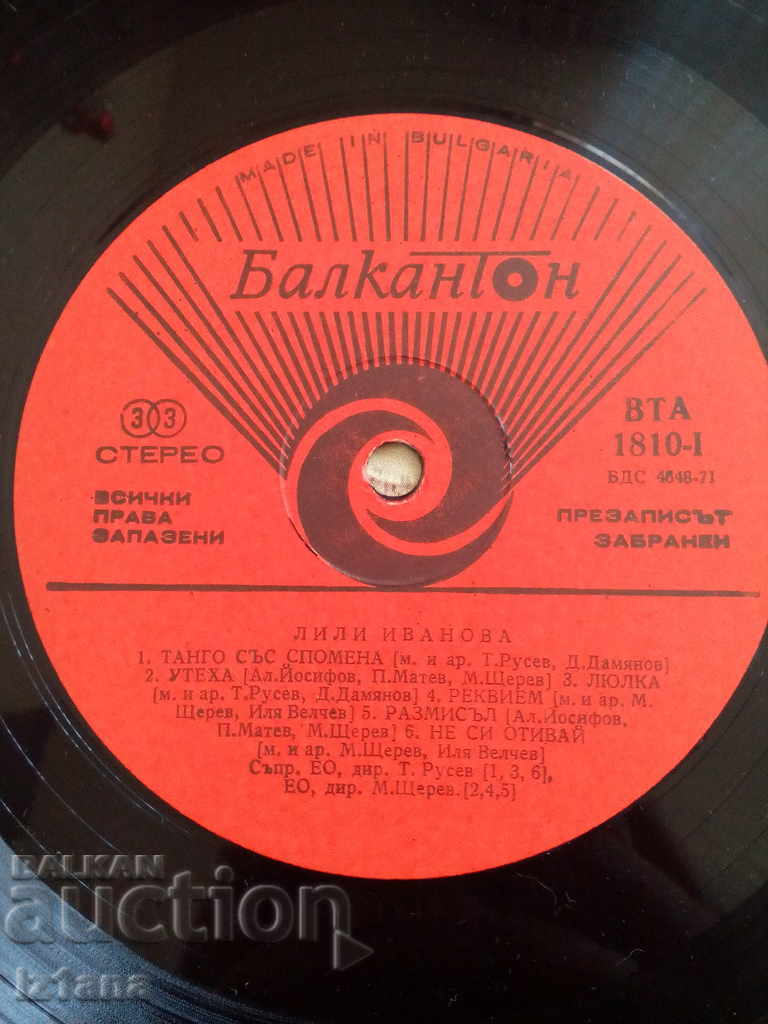 MADE IN BULGARIA
Балкантон
33
СТЕРЕО
ВСИЧКИ
ПРАВА
ЗАПАЗЕНИ
ВТА
1810-I
БДС 4648-71
ПРЕЗАПИСЪТ
ЗАБРАНЕН
ЛИЛИ ИВАНОВА
1. ТАНГО СЪС СПОМЕНА [м. и ар. Т.Русев, Д.Дамянов]
2. УТЕХА [Ал.Йосифов, П.Матев, М.Щерев] 3. ЛЮЛКА
[м. и ар. Т.Русев, Д.Дамянов] 4. РЕКВИЕМ [м. и ар. М.
Щерев, Иля Велчев] 5. РАЗМИСЪЛ [Ал.Йосифов,
П.Матев, М.Щерев] 6. НЕ СИ ОТИВАЙ
[м. и ар. М.Щерев, Иля Велчев]
Съпр. ЕО, дир. Т. Русев [1, 3, 6],
ЕО, дир. М.Щерев.[2,4,5]
BALKAN
auction
iz1ana